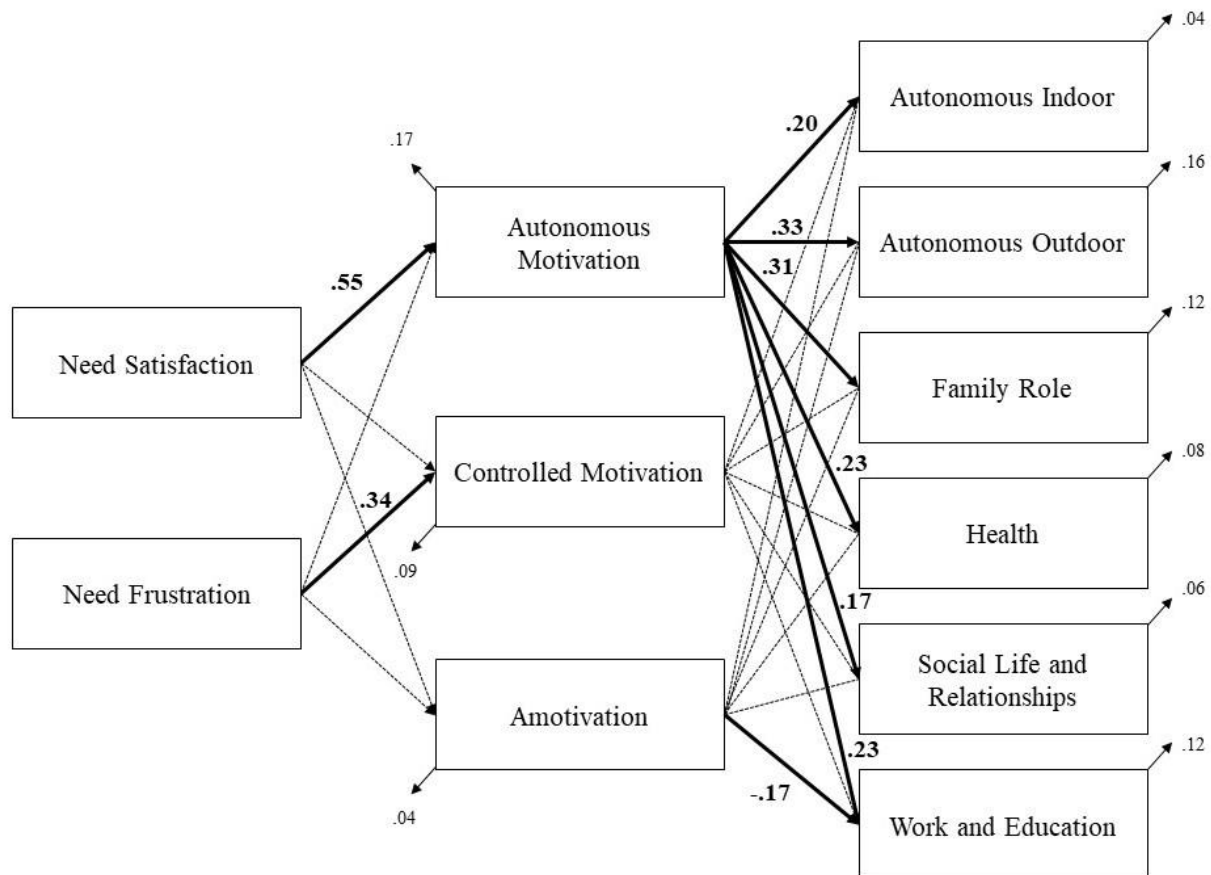 .04
Autonomous Indoor
.20
.17
.16
Autonomous
Motivation
.33
Autonomous Outdoor
.31
.55
.12
Need Satisfaction
Family Role
.23
.08
Controlled Motivation
.34
Health
.09
Need Frustration
.17
.06
Social Life and
Relationships
Amotivation
.23
.12
-.17
.04
Work and Education